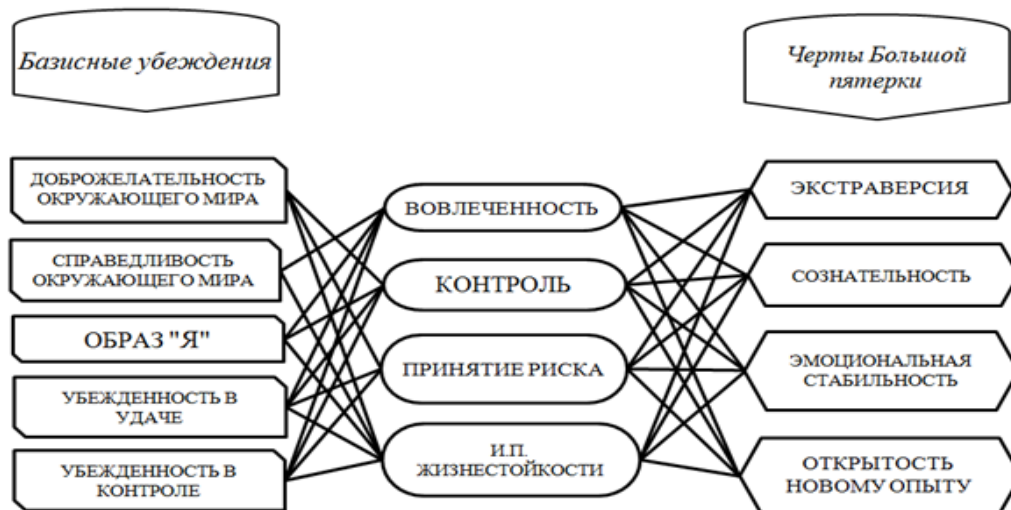 Базисные убеждения
Черты Большой
пятерки
ДОБРОЖЕЛАТЕЛЬНОСТЬ
ОКРУЖАЮЩЕГО МИРА
СПРАВЕДЛИВОСТЬ
ОКРУЖАЮЩЕГО МИРА
ОБРАЗ "Я"
УБЕЖДЕННОСТЬ В
УДАЧЕ
УБЕЖДЕННОСТЬ В
КОНТРОЛЕ
ВОВЛЕЧЕННОСТЬ
КОНТРОЛЬ
ПРИНЯТИЕ РИСКА
И.П.
ЖИЗНЕСТОЙКОСТИ
ЭКСТРАВЕРСИЯ
СОЗНАТЕЛЬНОСТЬ
ЭМОЦИОНАЛЬНАЯ
СТАБИЛЬНОСТЬ
ОТКРЫТОСТЬ
НОВОМУ ОПЫТУ